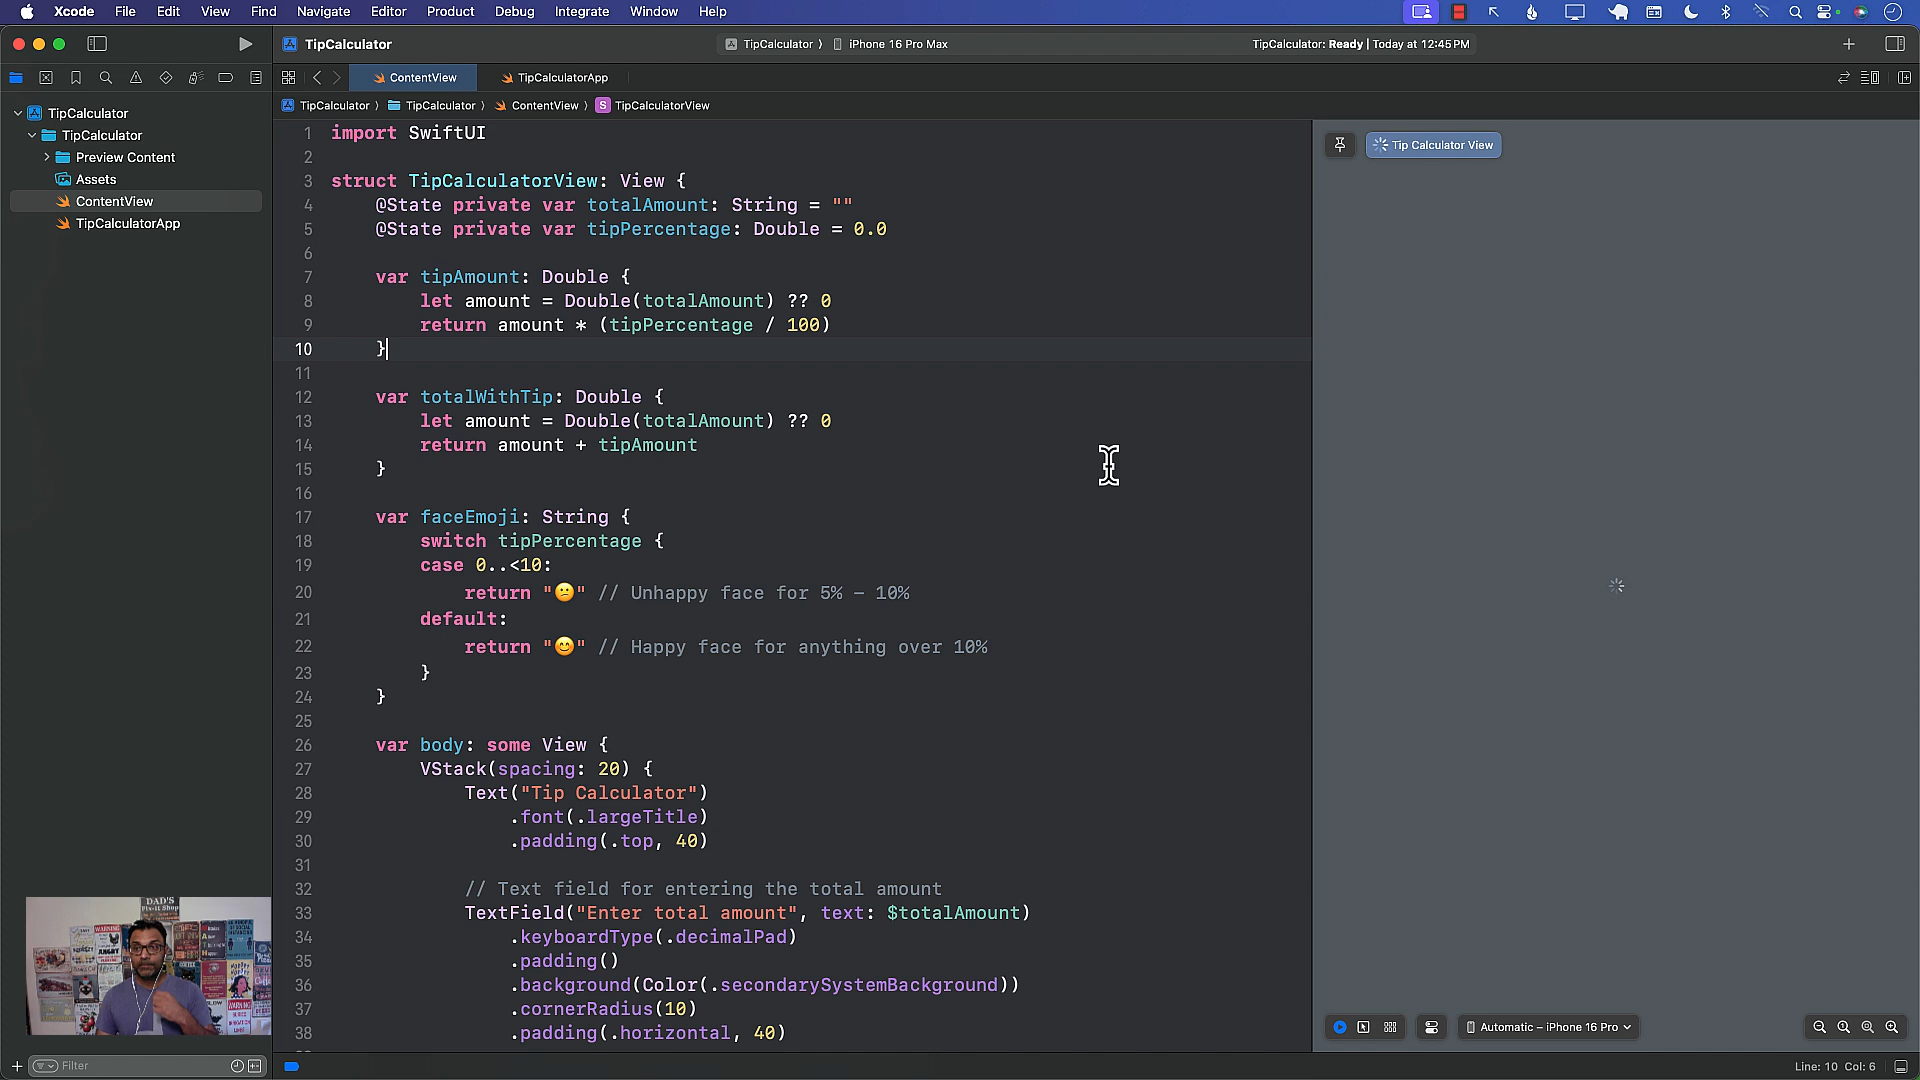 Xcode File Edit View Find Navigate Editor Product Debug Integrate Window Help
TipCalculator
TipCalculator 〉 iPhone 16 Pro Max
TipCalculator: Ready | Today at 12:45 PM
ContentView
TipCalculatorApp
TipCalculator 〉 TipCalculator 〉 ContentView 〉 S TipCalculatorView
TipCalculator
TipCalculator
Preview Content
Assets
ContentView
TipCalculatorApp
1 import SwiftUI
2
3 struct TipCalculatorView: View {
4 @State private var totalAmount: String = ""
5 @State private var tipPercentage: Double = 0.0
6
7 var tipAmount: Double {
8 let amount = Double(totalAmount) ?? 0
9 return amount * (tipPercentage / 100)
10 }
11
12 var totalWithTip: Double {
13 let amount = Double(totalAmount) ?? 0
14 return amount + tipAmount
15 }
16
17 var faceEmoji: String {
18 switch tipPercentage {
19 case 0..<10:
20 return "😕" // Unhappy face for 5% – 10%
21 default:
22 return "😊" // Happy face for anything over 10%
23 }
24 }
25
26 var body: some View {
27 VStack(spacing: 20) {
28 Text("Tip Calculator")
29 .font(.largeTitle)
30 .padding(.top, 40)
31
32 // Text field for entering the total amount
33 TextField("Enter total amount", text: $totalAmount)
34 .keyboardType(.decimalPad)
35 .padding()
36 .background(Color(.secondarySystemBackground))
37 .cornerRadius(10)
38 .padding(.horizontal, 40)
Tip Calculator View
Automatic – iPhone 16 Pro
DAD'S
Fix-it Shop
WARNING
Filter
Line: 10 Col: 6